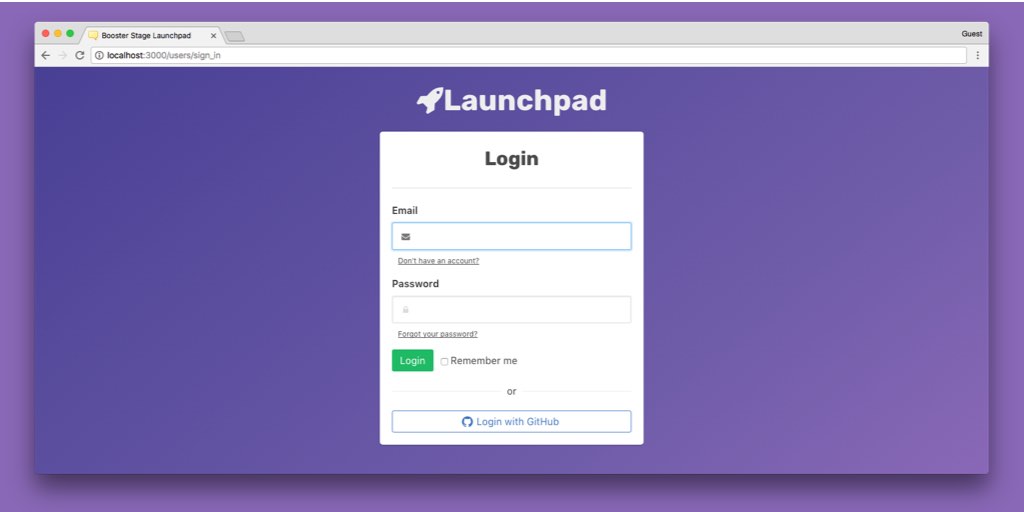 Booster Stage Launchpad
Guest
localhost:3000/users/sign_in
Launchpad
Login
Email
Don't have an account?
Password
Forgot your password?
Login Remember me
or
Login with GitHub